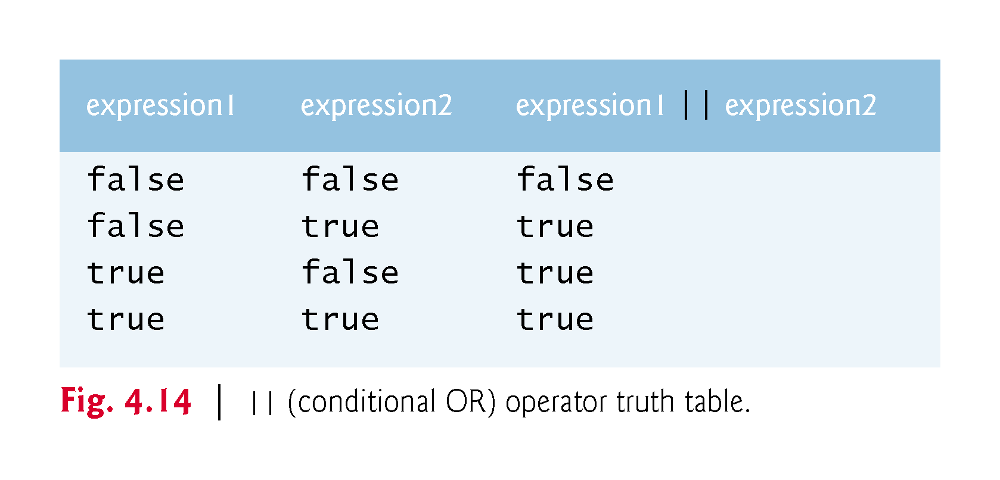 expression1 expression2 expression1 || expression2
false false false
false true true
true false true
true true true
Fig. 4.14 | || (conditional OR) operator truth table.